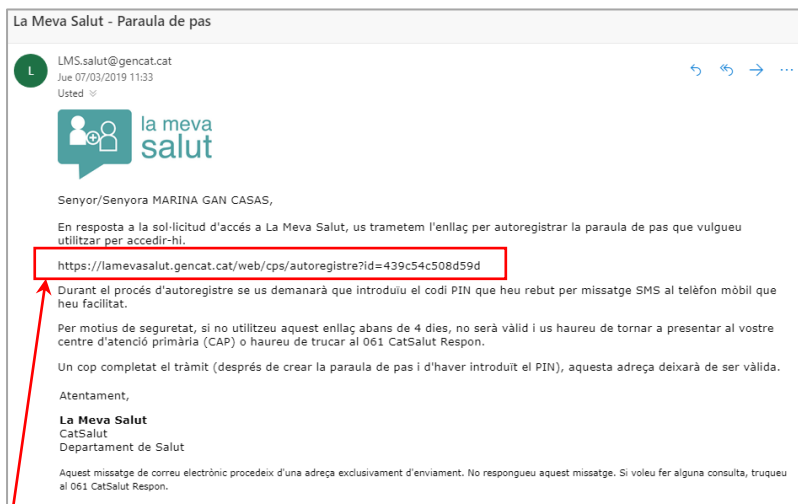 La Meva Salut - Paraula de pas
L
LMS.salut@gencat.cat
Jue 07/03/2019 11:33
Usted
la meva
salut
Senyor/Senyora MARINA GAN CASAS,
En resposta a la sol·licitud d'accés a La Meva Salut, us trametem l'enllaç per autoregistrar la paraula de pas que vulgueu
utilitzar per accedir-hi.
https://lamevasalut.gencat.cat/web/cps/autoregistre?id=439c54c508d59d
Durant el procés d'autoregistre se us demanarà que introduïu el codi PIN que heu rebut per missatge SMS al telèfon mòbil que
heu facilitat.
Per motius de seguretat, si no utilitzeu aquest enllaç abans de 4 dies, no serà vàlid i us haureu de tornar a presentar al vostre
centre d'atenció primària (CAP) o haureu de trucar al 061 CatSalut Respon.
Un cop completat el tràmit (després de crear la paraula de pas i d'haver introduït el PIN), aquesta adreça deixarà de ser vàlida.
Atentament,
La Meva Salut
CatSalut
Departament de Salut
Aquest missatge de correu electrònic procedeix d'una adreça exclusivament d'enviament. No respongueu aquest missatge. Si voleu fer alguna consulta, truqueu
al 061 CatSalut Respon.